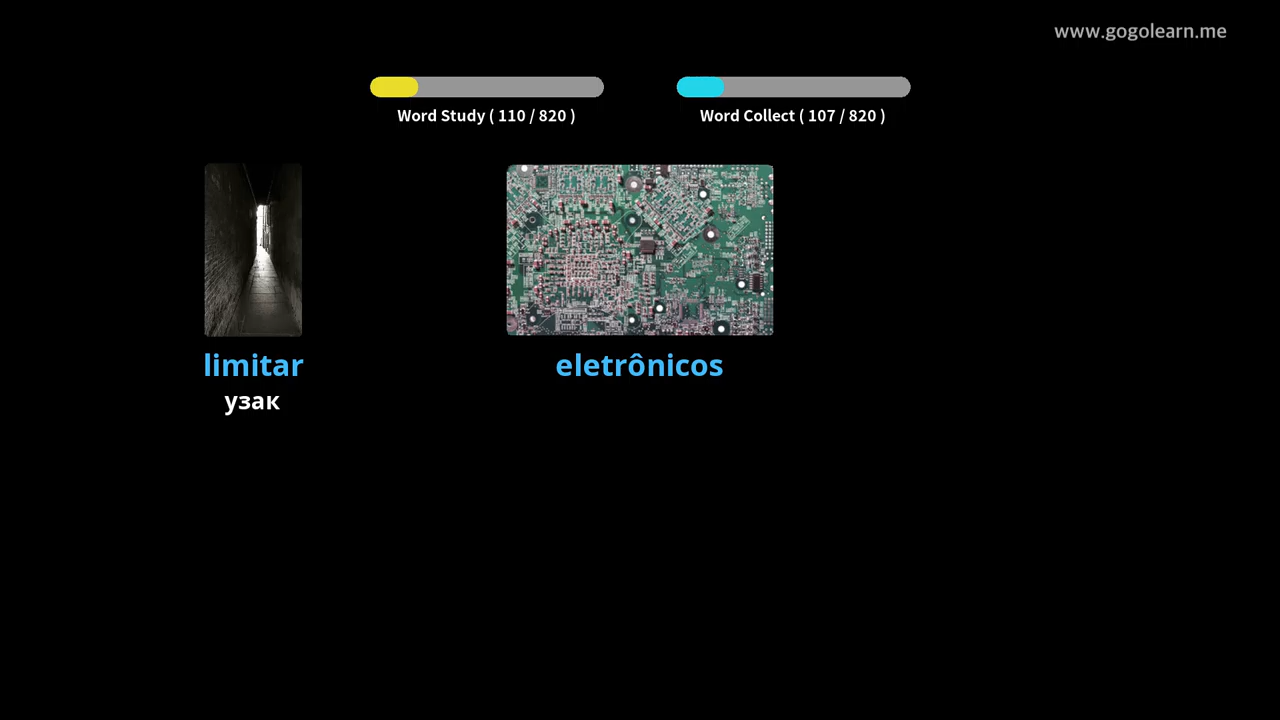 www.gogolearn.me
Word Study ( 110 / 820 )
Word Collect ( 107 / 820 )
limitar
узак
eletrônicos